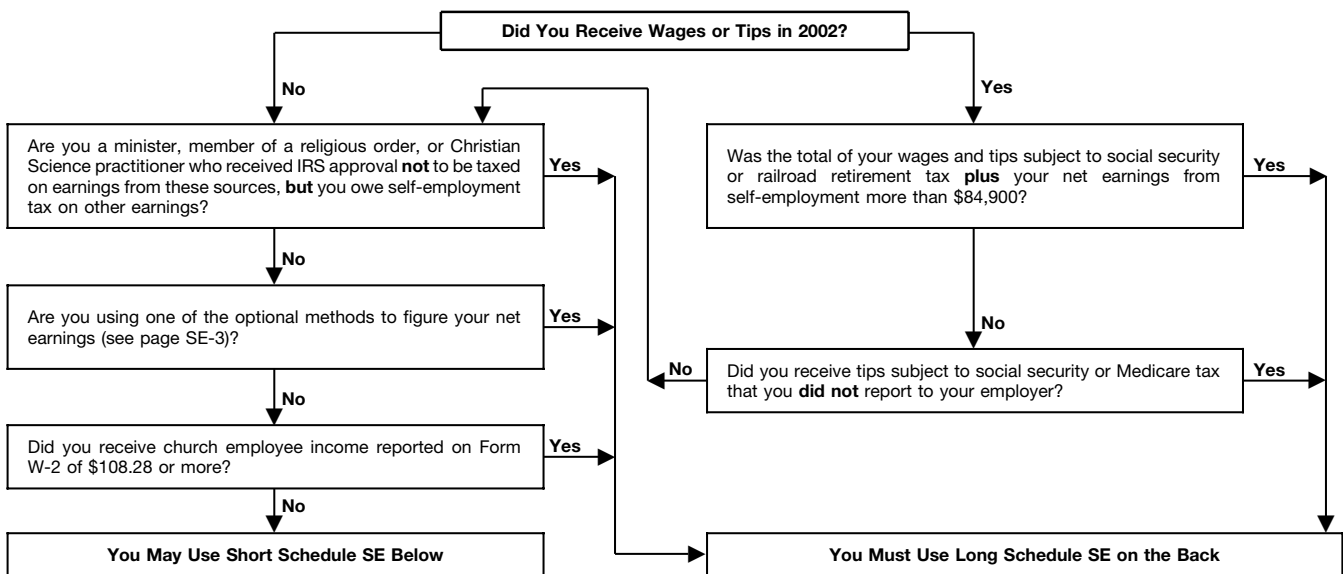 Did You Receive Wages or Tips in 2002?
No
Yes
Are you a minister, member of a religious order, or Christian
Science practitioner who received IRS approval not to be taxed
on earnings from these sources, but you owe self-employment
tax on other earnings?
Yes
Was the total of your wages and tips subject to social security
or railroad retirement tax plus your net earnings from
self-employment more than $84,900?
Yes
No
Are you using one of the optional methods to figure your net
earnings (see page SE-3)?
Yes
No
No
Did you receive tips subject to social security or Medicare tax
that you did not report to your employer?
Yes
No
Did you receive church employee income reported on Form
W-2 of $108.28 or more?
Yes
No
You May Use Short Schedule SE Below
You Must Use Long Schedule SE on the Back